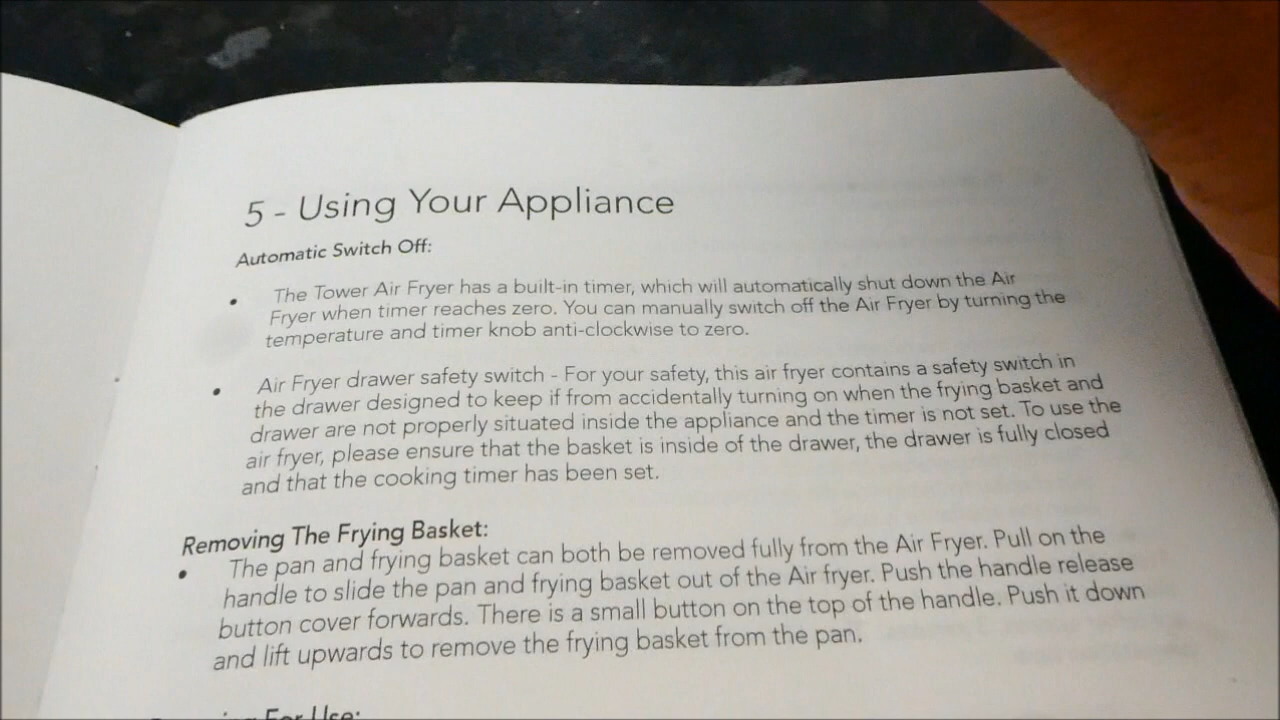 5 - Using Your Appliance
Automatic Switch Off:
• The Tower Air Fryer has a built-in timer, which will automatically shut down the Air
Fryer when timer reaches zero. You can manually switch off the Air Fryer by turning the
temperature and timer knob anti-clockwise to zero.
• Air Fryer drawer safety switch - For your safety, this air fryer contains a safety switch in
the drawer designed to keep if from accidentally turning on when the frying basket and
drawer are not properly situated inside the appliance and the timer is not set. To use the
air fryer, please ensure that the basket is inside of the drawer, the drawer is fully closed
and that the cooking timer has been set.
Removing The Frying Basket:
• The pan and frying basket can both be removed fully from the Air Fryer. Pull on the
handle to slide the pan and frying basket out of the Air fryer. Push the handle release
button cover forwards. There is a small button on the top of the handle. Push it down
and lift upwards to remove the frying basket from the pan.
For Use: